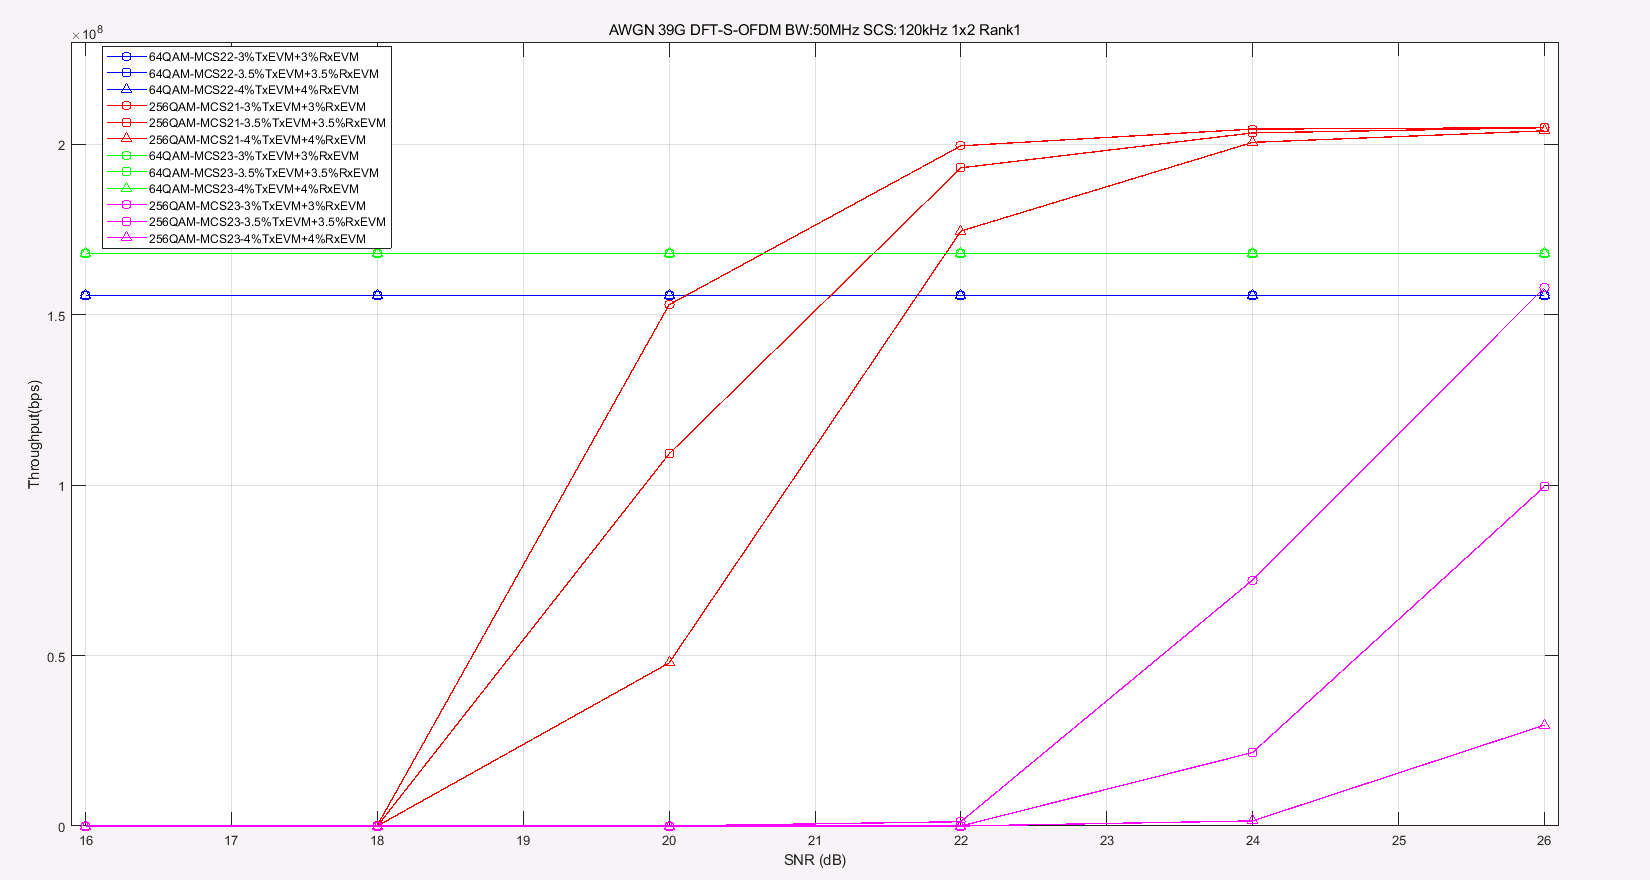 AWGN 39G DFT-S-OFDM BW:50MHz SCS:120kHz 1x2 Rank1
×10^8
64QAM-MCS22-3%TxEVM+3%RxEVM
64QAM-MCS22-3.5%TxEVM+3.5%RxEVM
64QAM-MCS22-4%TxEVM+4%RxEVM
256QAM-MCS21-3%TxEVM+3%RxEVM
256QAM-MCS21-3.5%TxEVM+3.5%RxEVM
256QAM-MCS21-4%TxEVM+4%RxEVM
64QAM-MCS23-3%TxEVM+3%RxEVM
64QAM-MCS23-3.5%TxEVM+3.5%RxEVM
64QAM-MCS23-4%TxEVM+4%RxEVM
256QAM-MCS23-3%TxEVM+3%RxEVM
256QAM-MCS23-3.5%TxEVM+3.5%RxEVM
256QAM-MCS23-4%TxEVM+4%RxEVM
2
1.5
1
0.5
0
Throughput(bps)
16 17 18 19 20 21 22 23 24 25 26
SNR (dB)